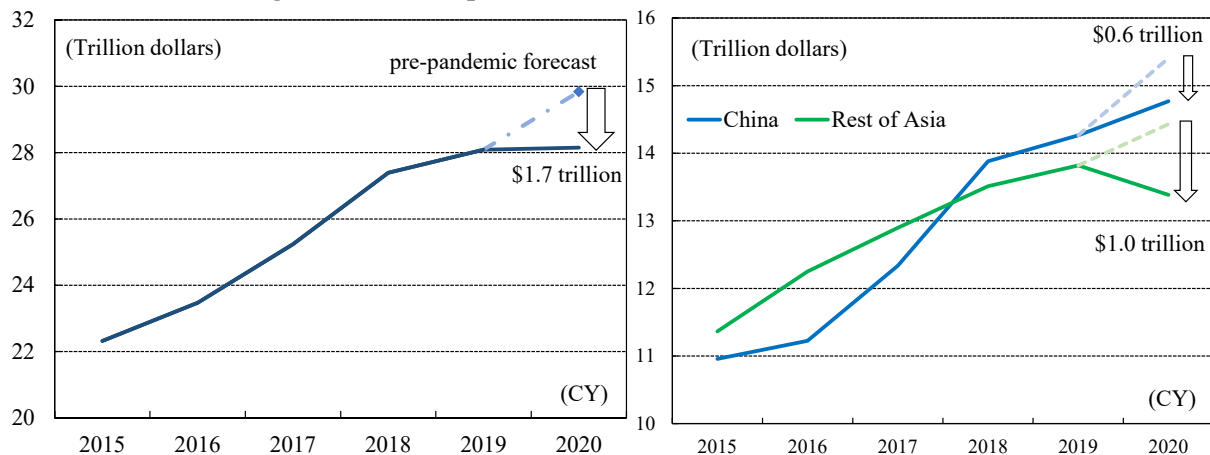 32
30
28
26
24
22
20
(Trillion dollars)
pre-pandemic forecast
$1.7 trillion
(CY)
2015 2016 2017 2018 2019 2020
16
15
14
13
12
11
10
(Trillion dollars)
$0.6 trillion
China Rest of Asia
$1.0 trillion
(CY)
2015 2016 2017 2018 2019 2020